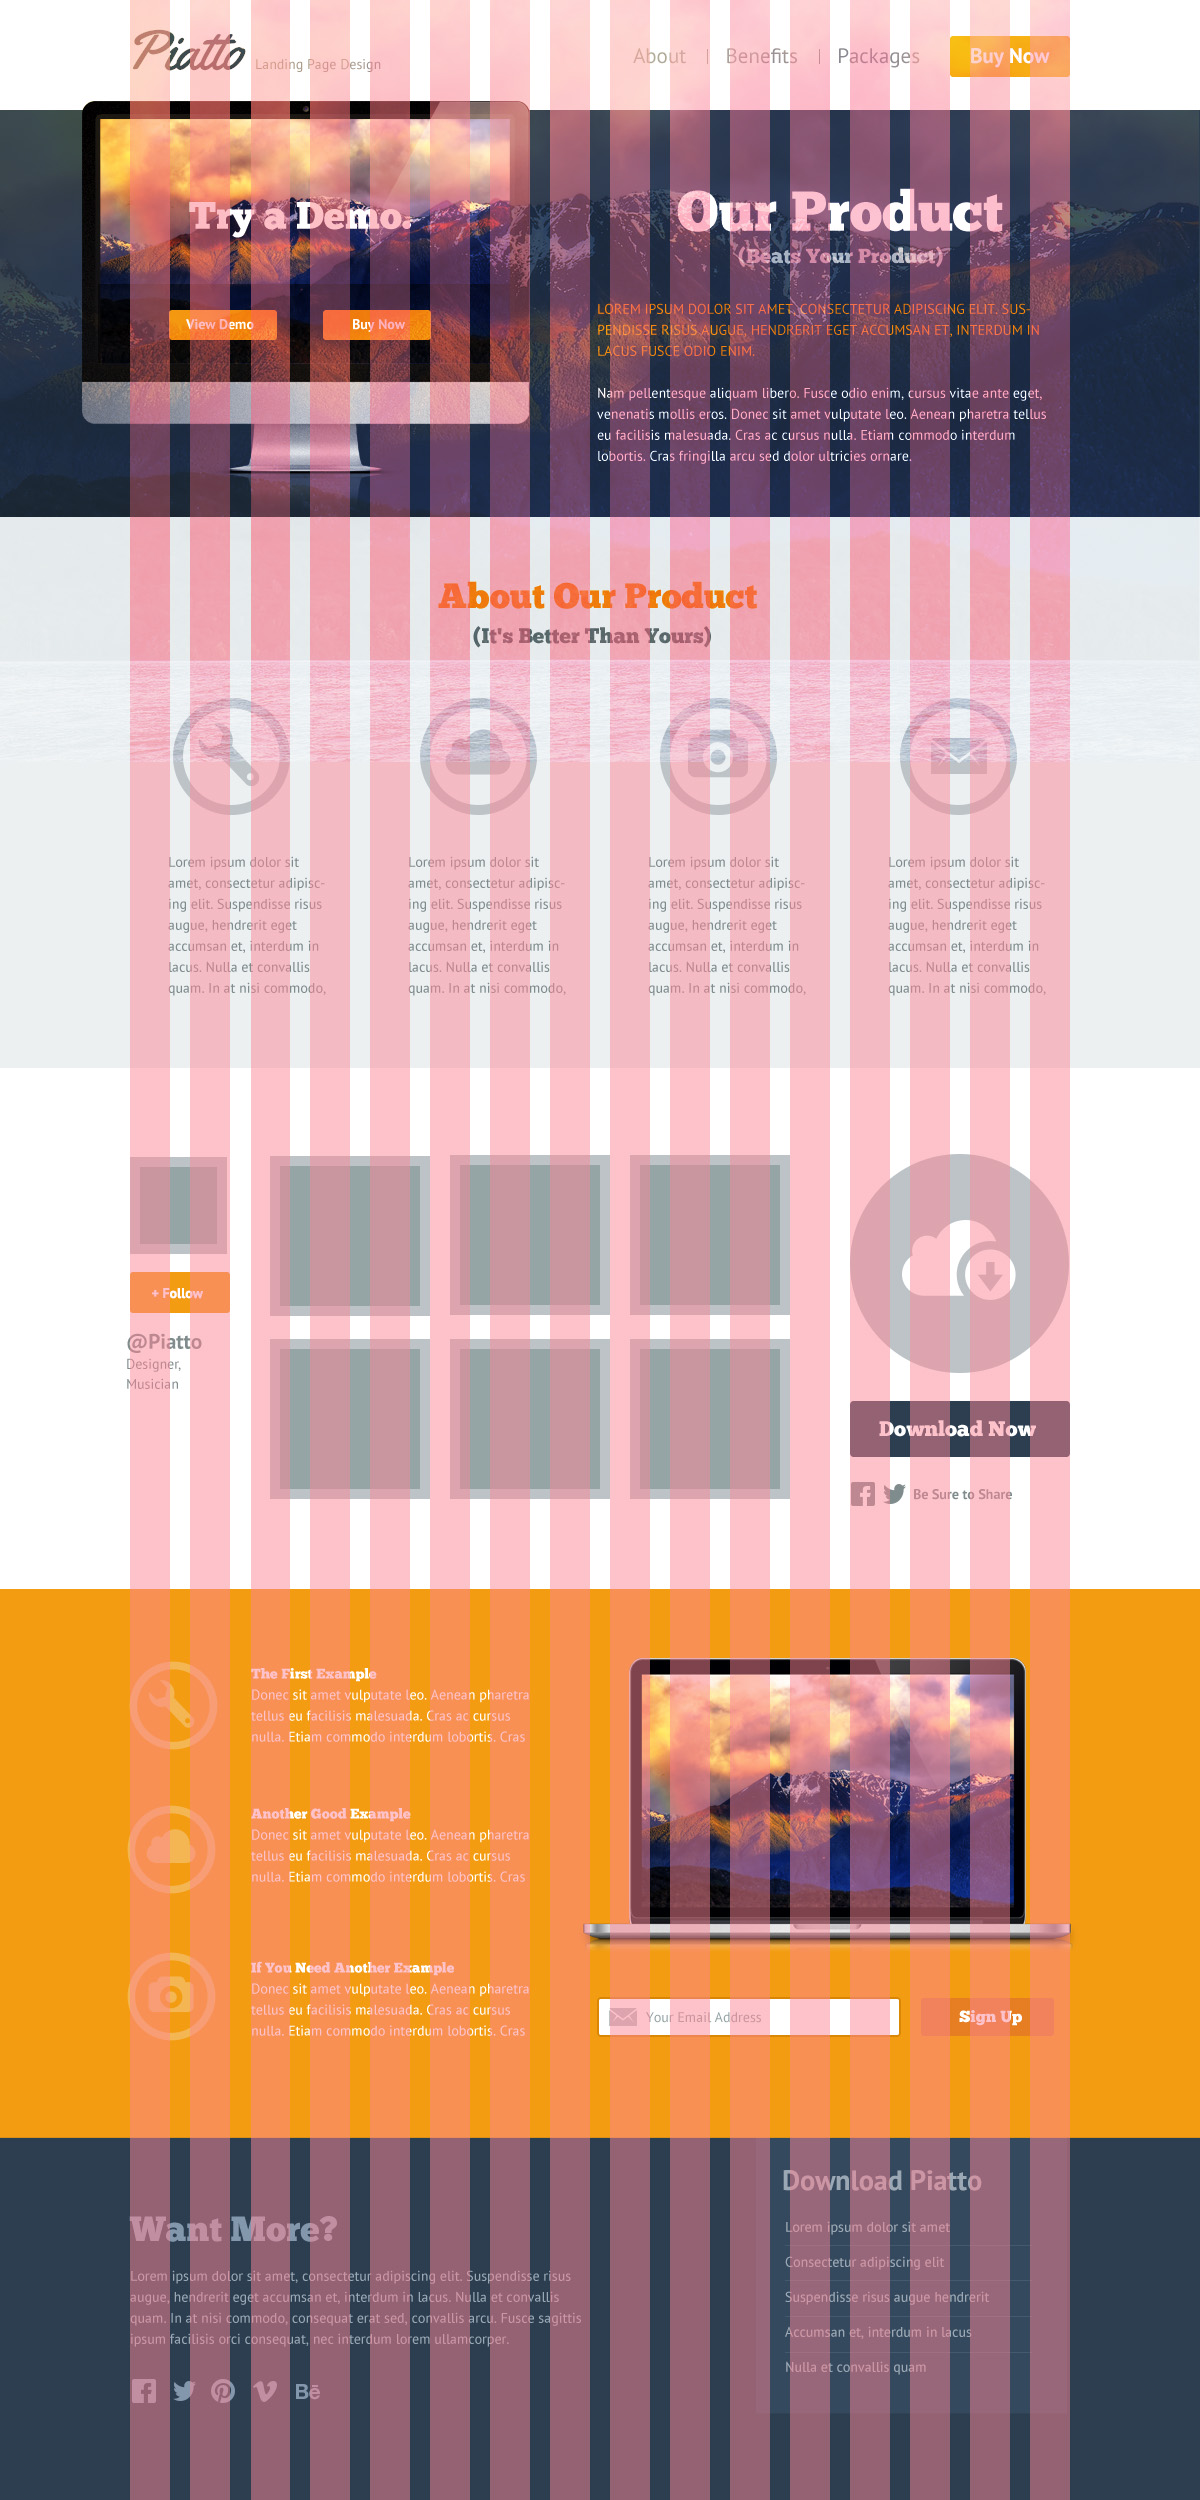 Piatto
Landing Page Design
About | Benefits | Packages
Buy Now
Try a Demo.
View Demo
Buy Now
Our Product
(Beats Your Product)
LOREM IPSUM DOLOR SIT AMET, CONSECTETUR ADIPISCING ELIT. SUS-
PENDISSE RISUS AUGUE, HENDRERIT EGET ACCUMSAN ET, INTERDUM IN
LACUS FUSCE ODIO ENIM.
Nam pellentesque aliquam libero. Fusce odio enim, cursus vitae ante eget,
venenatis mollis eros. Donec sit amet vulputate leo. Aenean pharetra tellus
eu facilisis malesuada. Cras ac cursus nulla. Etiam commodo interdum
lobortis. Cras fringilla arcu sed dolor ultricies ornare.
About Our Product
(It's Better Than Yours)
Lorem ipsum dolor sit
amet, consectetur adipisc-
ing elit. Suspendisse risus
augue, hendrerit eget
accumsan et, interdum in
lacus. Nulla et convallis
quam. In at nisi commodo,
Lorem ipsum dolor sit
amet, consectetur adipisc-
ing elit. Suspendisse risus
augue, hendrerit eget
accumsan et, interdum in
lacus. Nulla et convallis
quam. In at nisi commodo,
Lorem ipsum dolor sit
amet, consectetur adipisc-
ing elit. Suspendisse risus
augue, hendrerit eget
accumsan et, interdum in
lacus. Nulla et convallis
quam. In at nisi commodo,
Lorem ipsum dolor sit
amet, consectetur adipisc-
ing elit. Suspendisse risus
augue, hendrerit eget
accumsan et, interdum in
lacus. Nulla et convallis
quam. In at nisi commodo,
+ Follow
@Piatto
Designer,
Musician
Download Now
Be Sure to Share
The First Example
Donec sit amet vulputate leo. Aenean pharetra
tellus eu facilisis malesuada. Cras ac cursus
nulla. Etiam commodo interdum lobortis. Cras
Another Good Example
Donec sit amet vulputate leo. Aenean pharetra
tellus eu facilisis malesuada. Cras ac cursus
nulla. Etiam commodo interdum lobortis. Cras
If You Need Another Example
Donec sit amet vulputate leo. Aenean pharetra
tellus eu facilisis malesuada. Cras ac cursus
nulla. Etiam commodo interdum lobortis. Cras
Your Email Address
Sign Up
Want More?
Lorem ipsum dolor sit amet, consectetur adipiscing elit. Suspendisse risus
augue, hendrerit eget accumsan et, interdum in lacus. Nulla et convallis
quam. In at nisi commodo, consequat erat sed, convallis arcu. Fusce sagittis
ipsum facilisis orci consequat, nec interdum lorem ullamcorper.
Bē
Download Piatto
Lorem ipsum dolor sit amet
Consectetur adipiscing elit
Suspendisse risus augue hendrerit
Accumsan et, interdum in lacus
Nulla et convallis quam